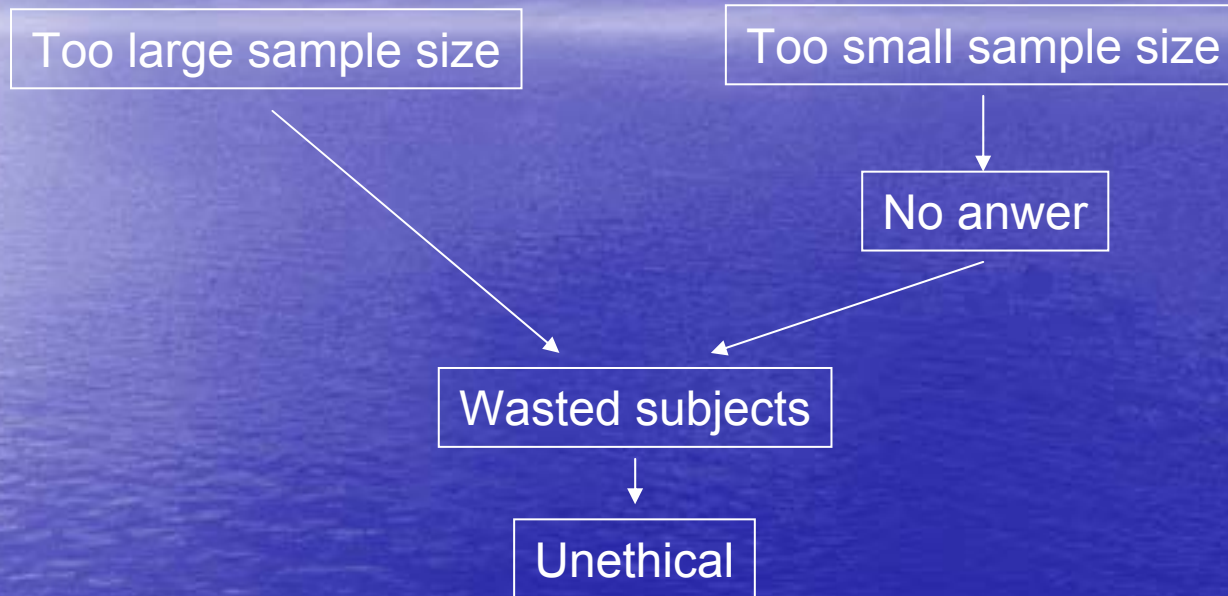 Too large sample size
Too small sample size
No anwer
Wasted subjects
Unethical